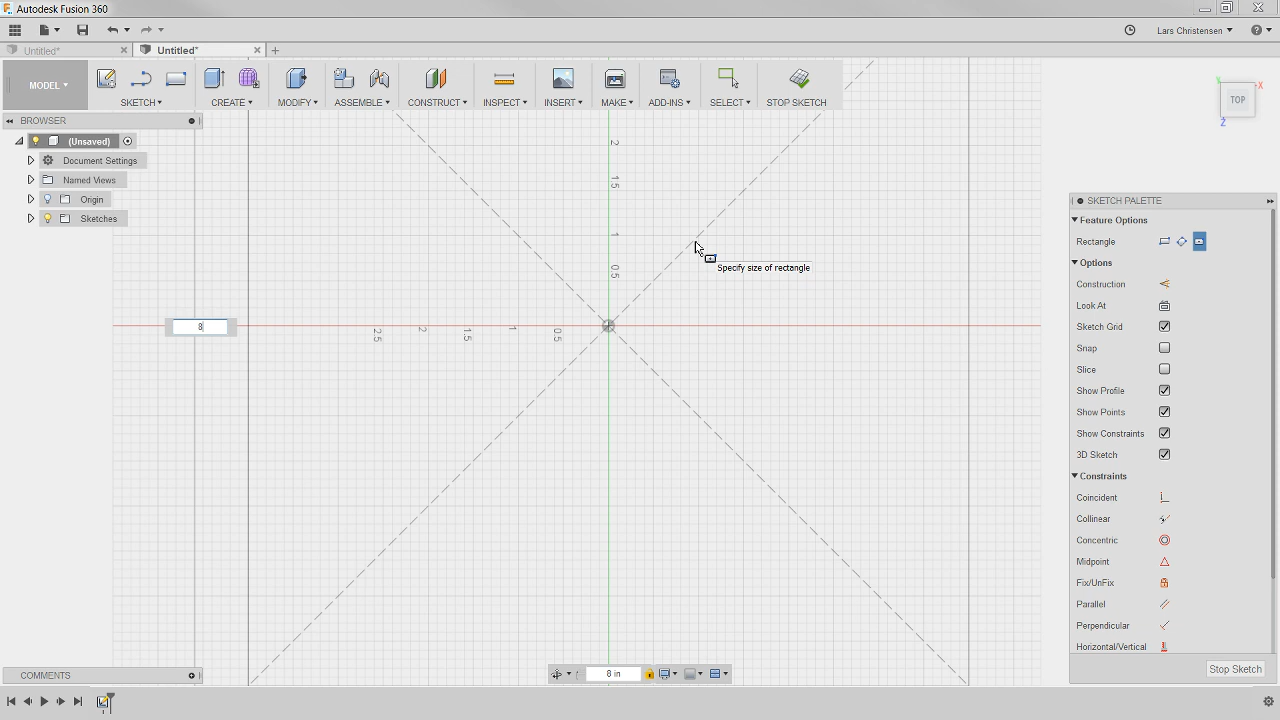 Autodesk Fusion 360
Lars Christensen
Untitled*
Untitled*
MODEL
SKETCH
CREATE
MODIFY
ASSEMBLE
CONSTRUCT
INSPECT
INSERT
MAKE
ADD-INS
SELECT
STOP SKETCH
TOP
X
Y
Z
BROWSER
(Unsaved)
Document Settings
Named Views
Origin
Sketches
2
1.5
1
0.5
2.5
2
1.5
1
0.5
8
Specify size of rectangle
SKETCH PALETTE
Feature Options
Rectangle
Options
Construction
Look At
Sketch Grid
Snap
Slice
Show Profile
Show Points
Show Constraints
3D Sketch
Constraints
Coincident
Collinear
Concentric
Midpoint
Fix/UnFix
Parallel
Perpendicular
Horizontal/Vertical
Stop Sketch
COMMENTS
8 in